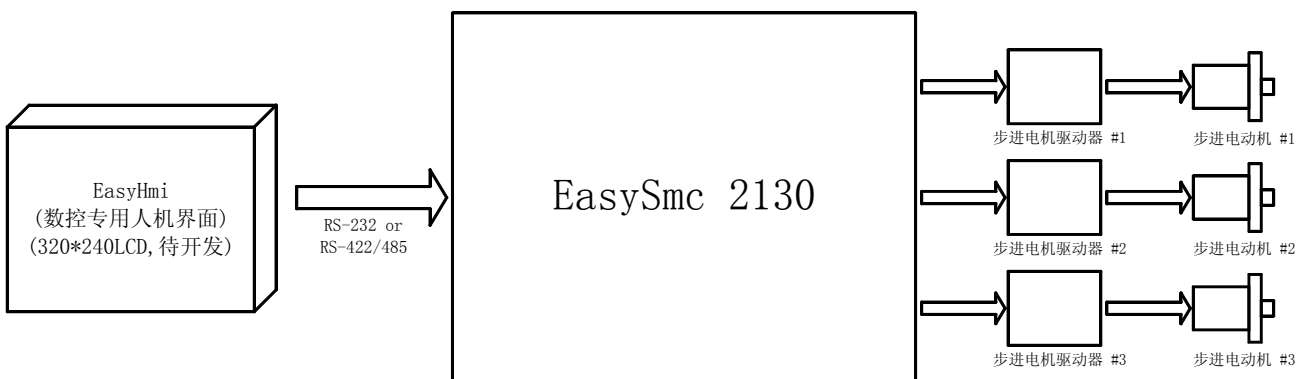 EasyHmi
(数控专用人机界面)
(320*240LCD,待开发)
RS-232 or
RS-422/485
EasySmc 2130
步进电机驱动器 #1
步进电动机 #1
步进电机驱动器 #2
步进电动机 #2
步进电机驱动器 #3
步进电动机 #3